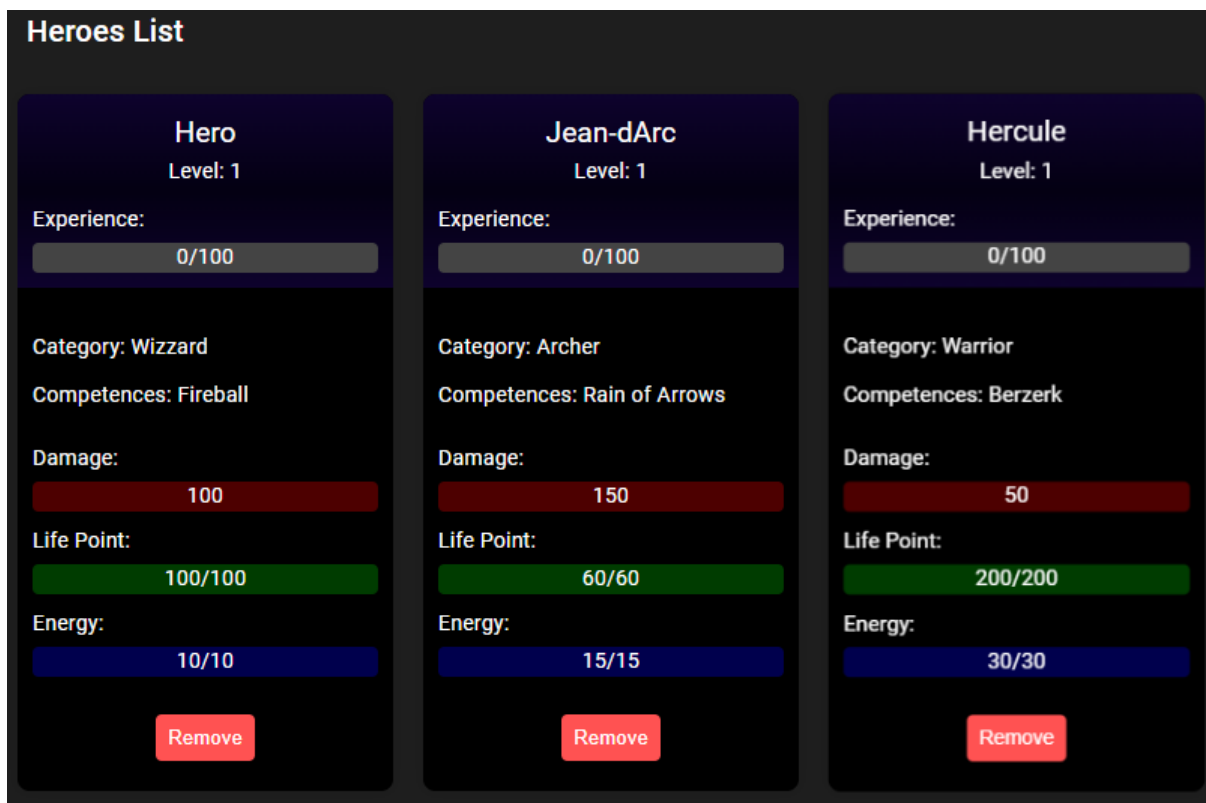 Heroes List
Hero
Level: 1
Experience:
0/100
Category: Wizzard
Competences: Fireball
Damage:
100
Life Point:
100/100
Energy:
10/10
Remove
Jean-dArc
Level: 1
Experience:
0/100
Category: Archer
Competences: Rain of Arrows
Damage:
150
Life Point:
60/60
Energy:
15/15
Remove
Hercule
Level: 1
Experience:
0/100
Category: Warrior
Competences: Berzerk
Damage:
50
Life Point:
200/200
Energy:
30/30
Remove